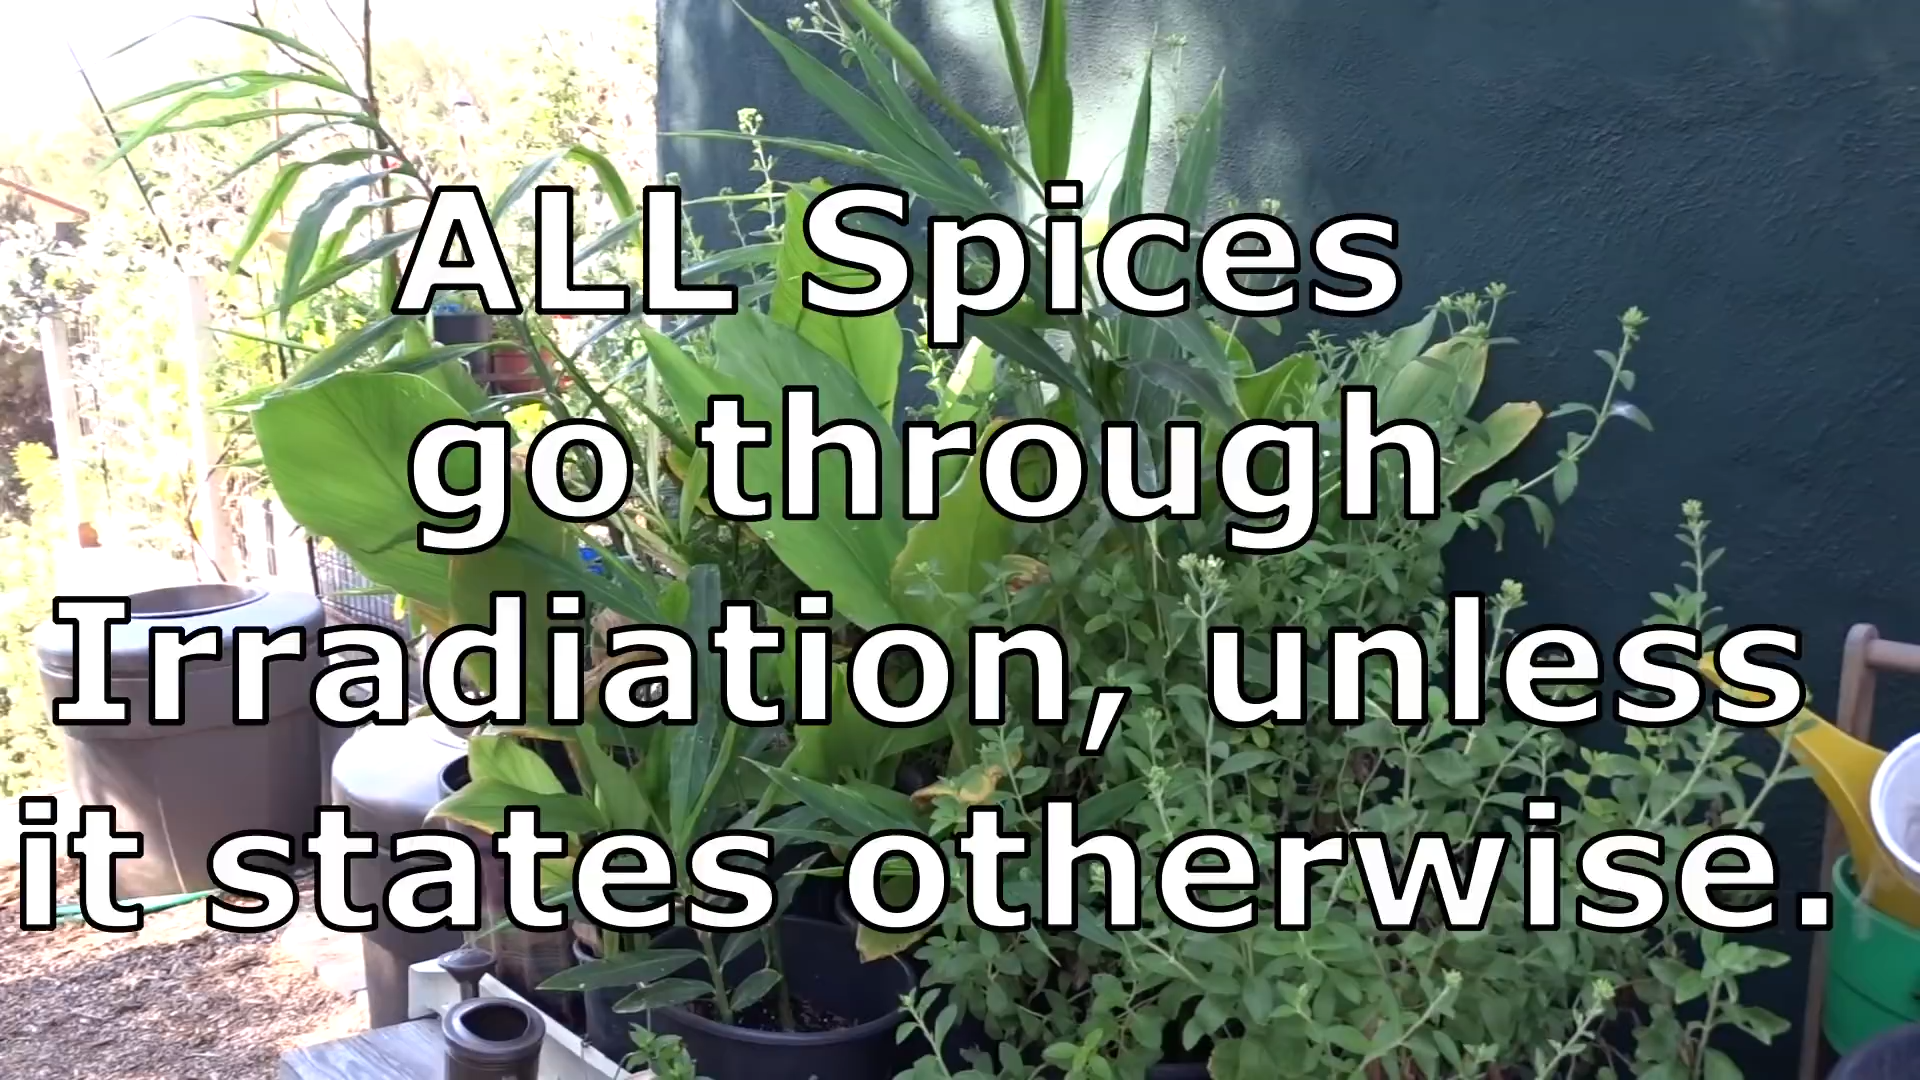 ALL Spices
go through
Irradiation, unless
it states otherwise.